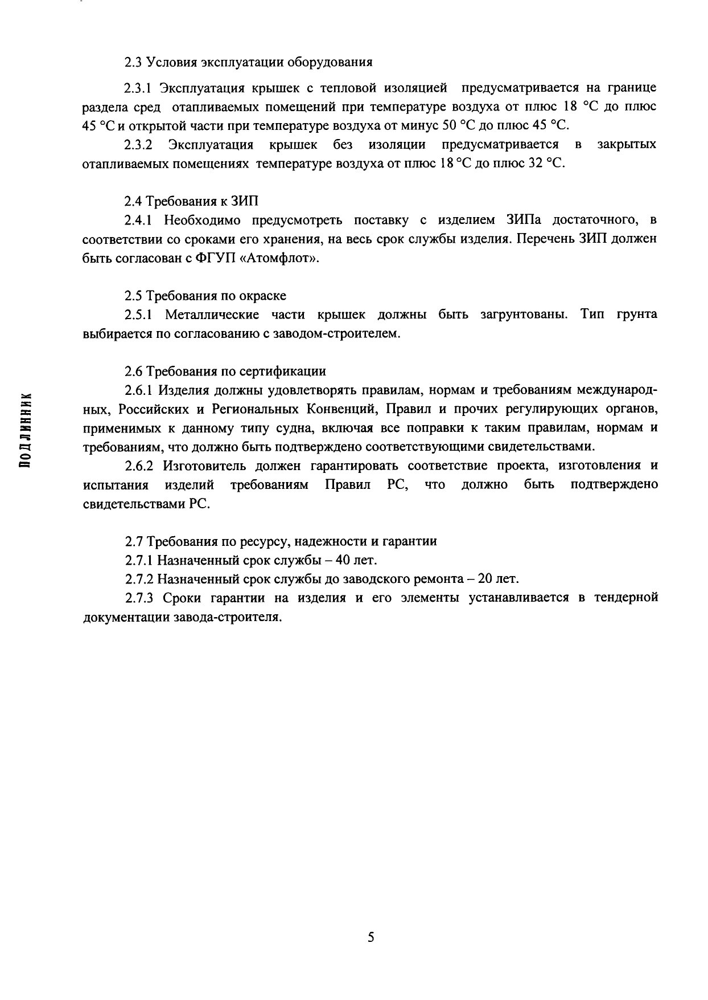 2.3 Условия эксплуатации оборудования
2.3.1 Эксплуатация крышек с тепловой изоляцией предусматривается на границе
раздела сред отапливаемых помещений при температуре воздуха от плюс 18 °С до плюс
45 °С и открытой части при температуре воздуха от минус 50 °С до плюс 45 °С.
2.3.2 Эксплуатация крышек без изоляции предусматривается в закрытых
отапливаемых помещениях температуре воздуха от плюс 18 °С до плюс 32 °С.
2.4 Требования к ЗИП
2.4.1 Необходимо предусмотреть поставку с изделием ЗИПа достаточного, в
соответствии со сроками его хранения, на весь срок службы изделия. Перечень ЗИП должен
быть согласован с ФГУП «Атомфлот».
2.5 Требования по окраске
2.5.1 Металлические части крышек должны быть загрунтованы. Тип грунта
выбирается по согласованию с заводом-строителем.
2.6 Требования по сертификации
2.6.1 Изделия должны удовлетворять правилам, нормам и требованиям международ-
ных, Российских и Региональных Конвенций, Правил и прочих регулирующих органов,
применимых к данному типу судна, включая все поправки к таким правилам, нормам и
требованиям, что должно быть подтверждено соответствующими свидетельствами.
2.6.2 Изготовитель должен гарантировать соответствие проекта, изготовления и
испытания изделий требованиям Правил РС, что должно быть подтверждено
свидетельствами РС.
2.7 Требования по ресурсу, надежности и гарантии
2.7.1 Назначенный срок службы – 40 лет.
2.7.2 Назначенный срок службы до заводского ремонта – 20 лет.
2.7.3 Сроки гарантии на изделия и его элементы устанавливается в тендерной
документации завода-строителя.
ПОДЛИННИК
5